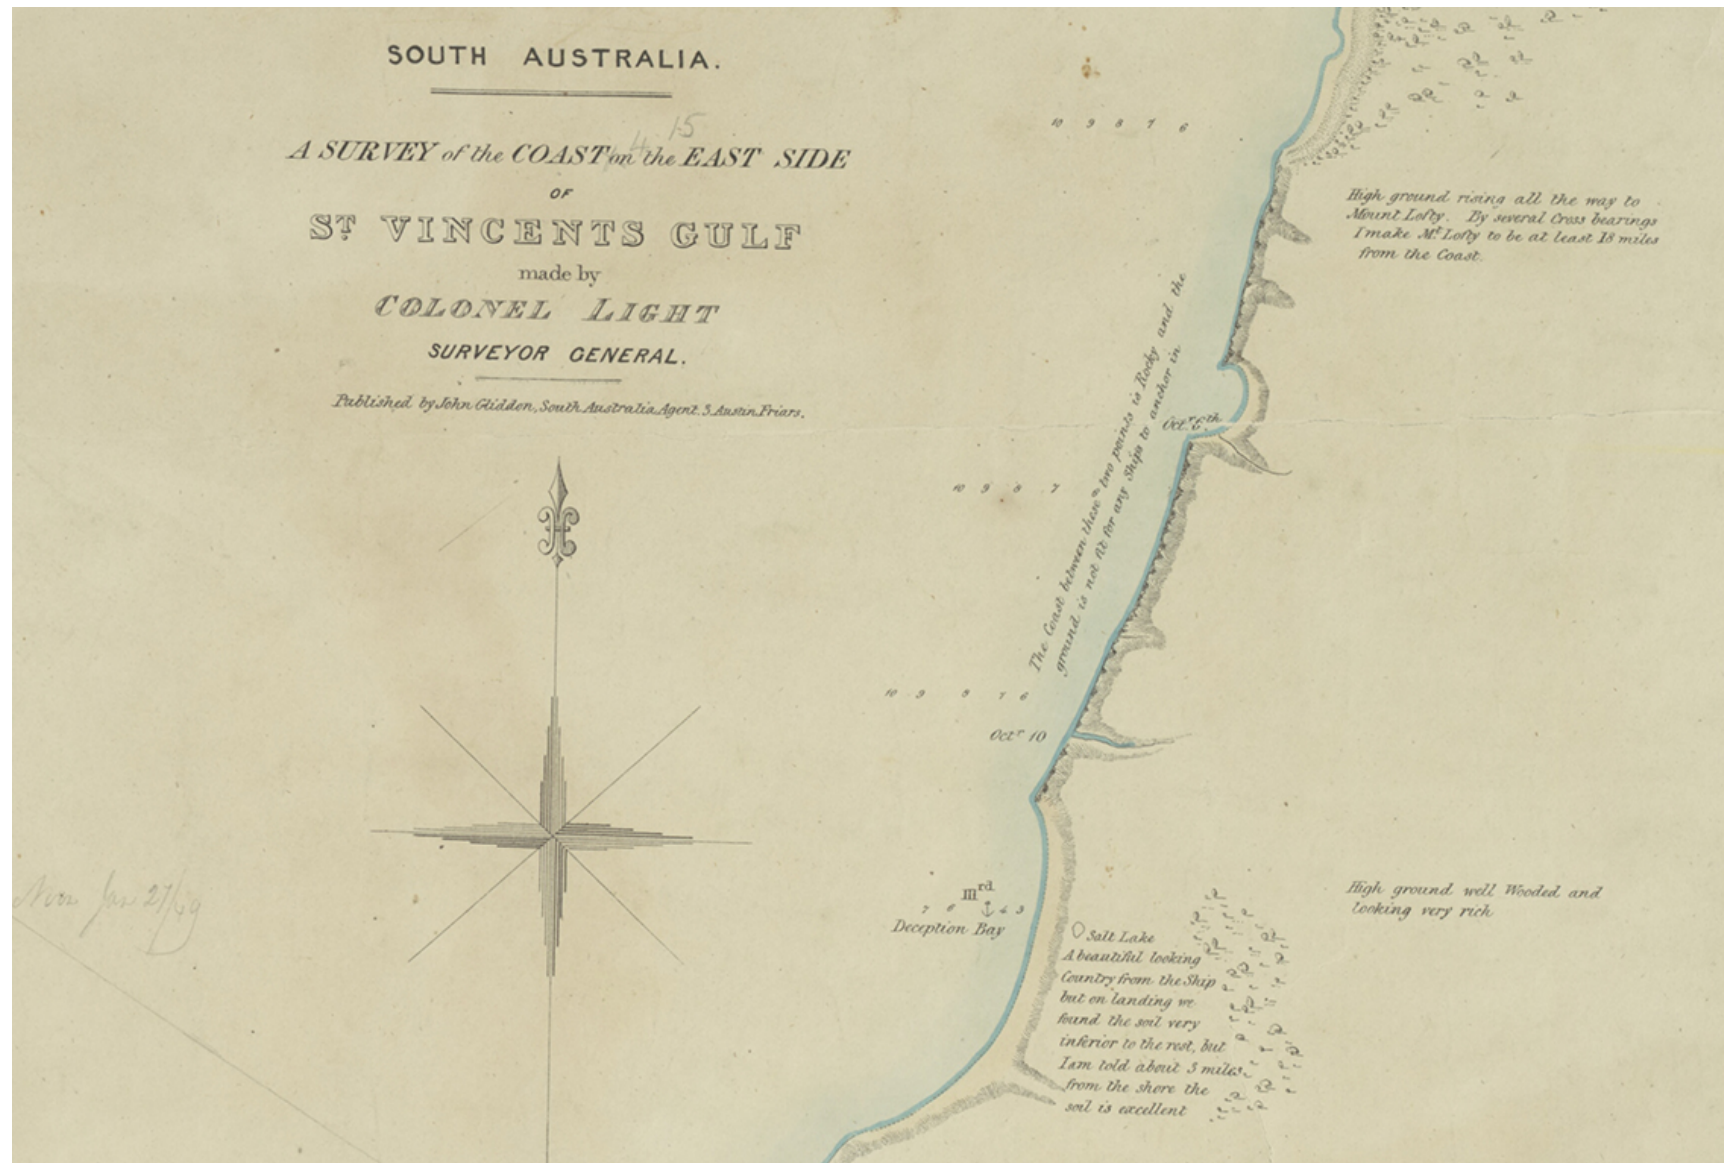 SOUTH AUSTRALIA.
15
A SURVEY of the COAST on the EAST SIDE
OF
ST. VINCENTS GULF
made by
COLONEL LIGHT
SURVEYOR GENERAL.
Published by John Gliddon, South Australia Agent. 3 Austin Friars.
10 9 8 7 6
High ground rising all the way to
Mount Lofty. By several Cross bearings
I make Mt Lofty to be at least 18 miles
from the Coast.
The Coast between these two points is Rocky and the
ground is not fit for any Ships to anchor in
Octr 5th
10 9 8 7
10 9 8 7 6
Octr 10
IIIrd
7 6 4 3
Deception Bay
Salt Lake
A beautiful looking
Country from the Ship
but on landing we
found the soil very
inferior to the rest, but
I am told about 3 miles
from the shore the
soil is excellent
High ground well Wooded and
looking very rich
Jan 27/